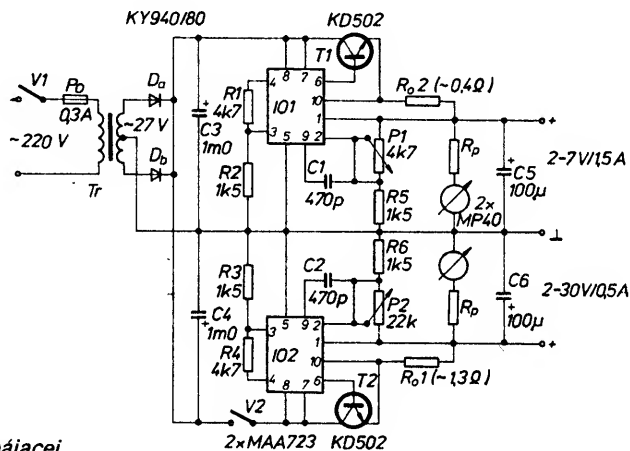 KY940/80
KD502
V1
Po
0,3A
~220 V
Tr
~27 V
Da
Db
C3
+
1m0
R1
4k7
R2
1k5
T1
8 7 6
4
IO1
10
1
3
5 9 2
C1
470p
P1
4k7
R5
1k5
Ro2 (~0,4Ω)
Rp
2×
MP40
C5
100µ
+
2-7V/1,5A
⊥
R3
1k5
C4
+
1m0
R4
4k7
C2
470p
R6
1k5
P2
22k
5 9 2
3
1
IO2
10
4
6
8 7
T2
Ro1 (~1,3Ω)
Rp
C6
100µ
+
2-30V/0,5A
+
V2
2×MAA723
KD502